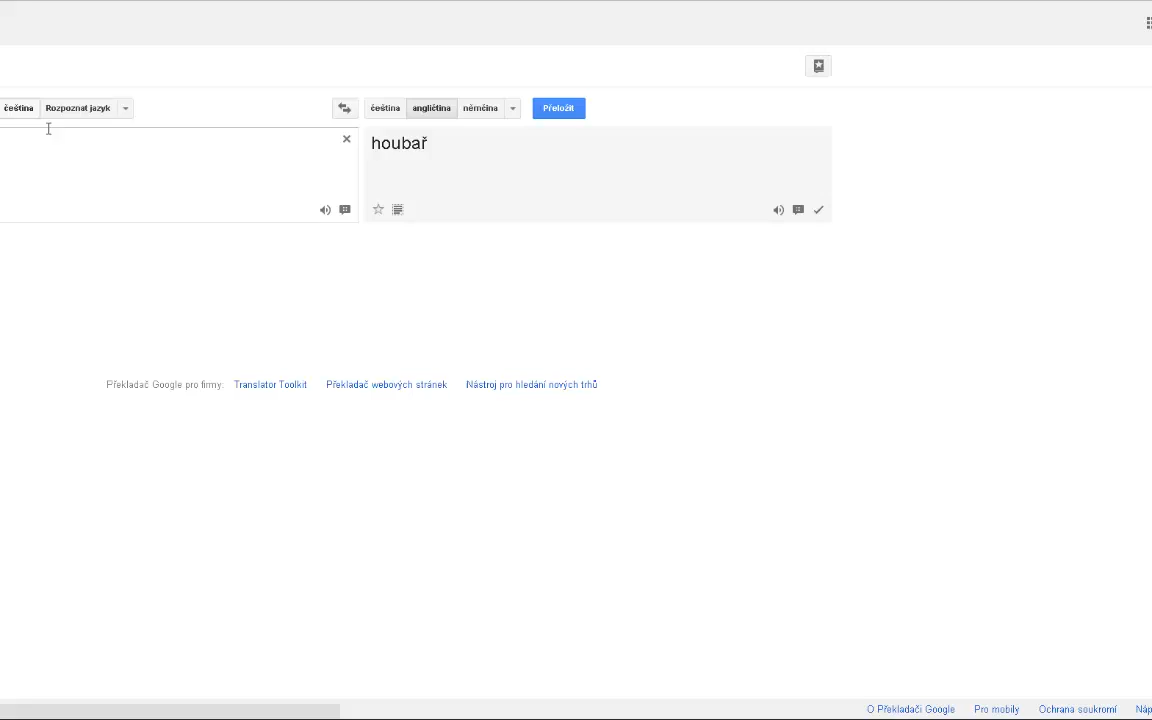 čeština Rozpoznat jazyk čeština angličtina němčina Přeložit
houbař
Překladač Google pro firmy: Translator Toolkit Překladač webových stránek Nástroj pro hledání nových trhů
O Překladači Google Pro mobily Ochrana soukromí Náp